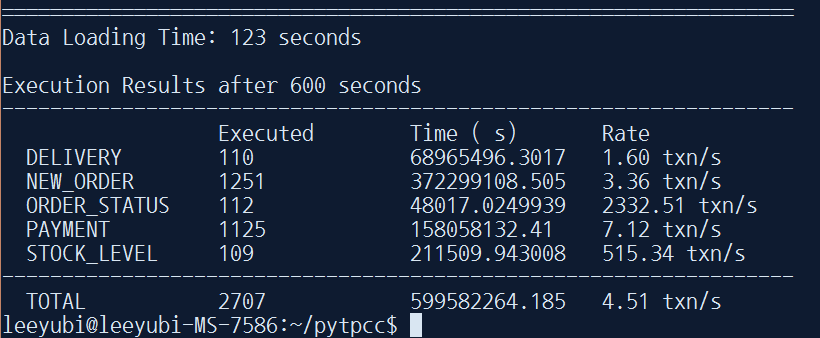 Data Loading Time: 123 seconds
Execution Results after 600 seconds
Executed Time ( s) Rate
DELIVERY 110 68965496.3017 1.60 txn/s
NEW_ORDER 1251 372299108.505 3.36 txn/s
ORDER_STATUS 112 48017.0249939 2332.51 txn/s
PAYMENT 1125 158058132.41 7.12 txn/s
STOCK_LEVEL 109 211509.943008 515.34 txn/s
TOTAL 2707 599582264.185 4.51 txn/s
leeyubi@leeyubi-MS-7586:~/pytpcc$